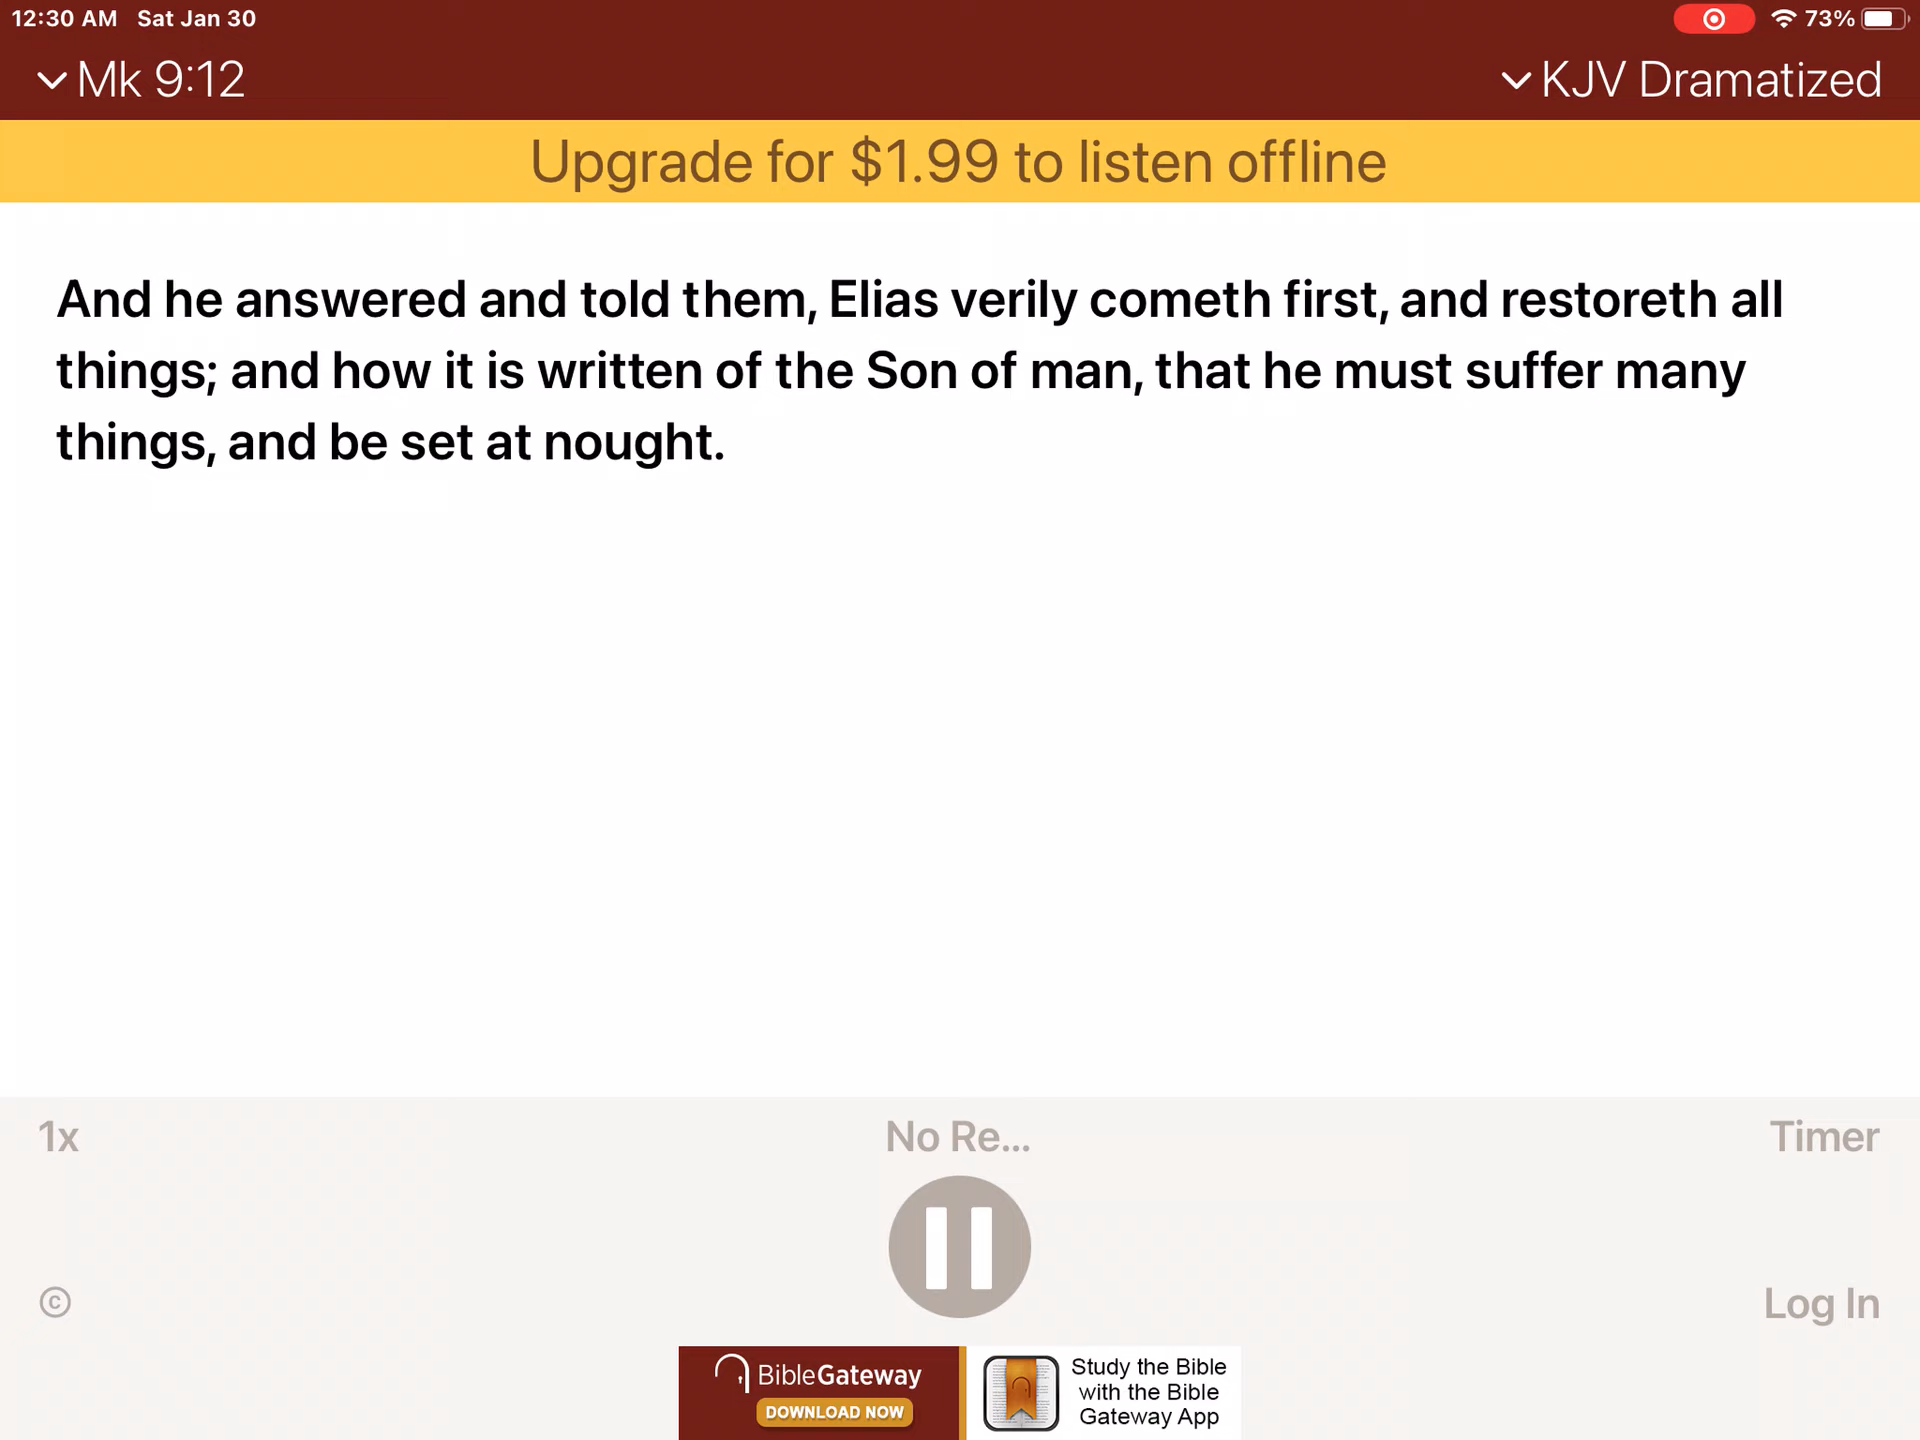 12:30 AM Sat Jan 30
73%
Mk 9:12
KJV Dramatized
Upgrade for $1.99 to listen offline
And he answered and told them, Elias verily cometh first, and restoreth all
things; and how it is written of the Son of man, that he must suffer many
things, and be set at nought.
1x
No Re...
Timer
©
Log In
BibleGateway
DOWNLOAD NOW
Study the Bible
with the Bible
Gateway App